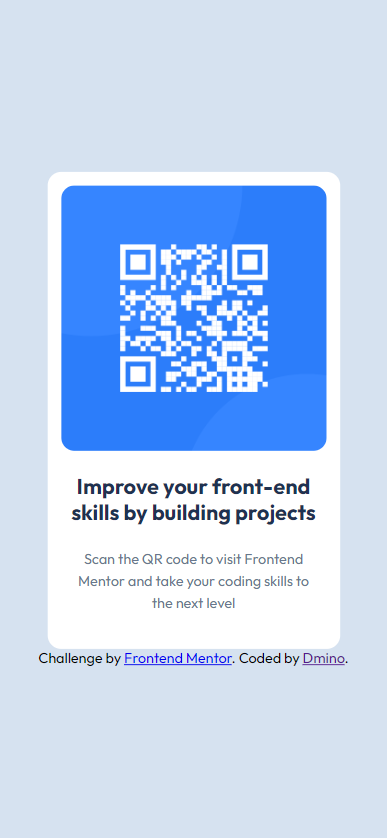 Improve your front-end
skills by building projects
Scan the QR code to visit Frontend
Mentor and take your coding skills to
the next level
Challenge by Frontend Mentor. Coded by Dmino.